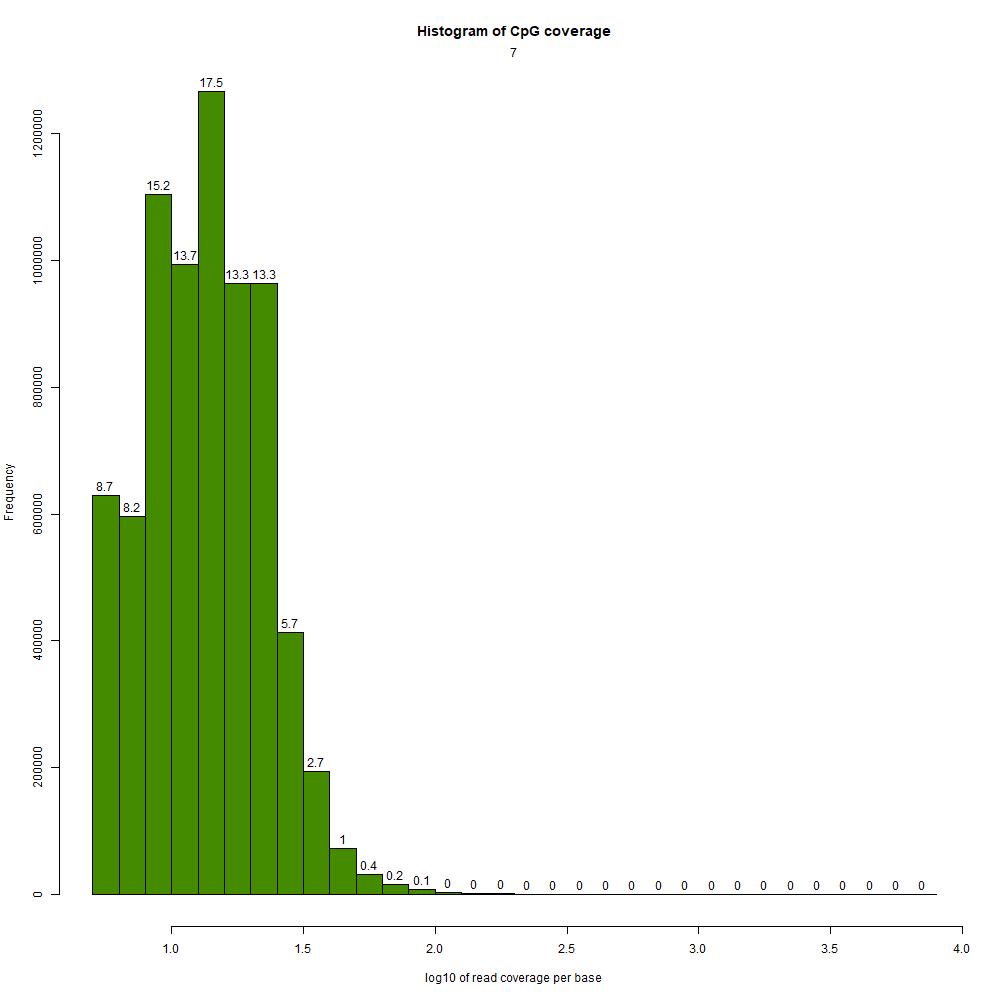 Histogram of CpG coverage
7
17.5
15.2
13.7
13.3 13.3
8.7
8.2
5.7
2.7
1
0.4
0.2
0.1
0 0 0 0 0 0 0 0 0 0 0 0 0 0 0 0 0 0 0
Frequency
0 200000 400000 600000 800000 1000000 1200000
1.0 1.5 2.0 2.5 3.0 3.5 4.0
log10 of read coverage per base